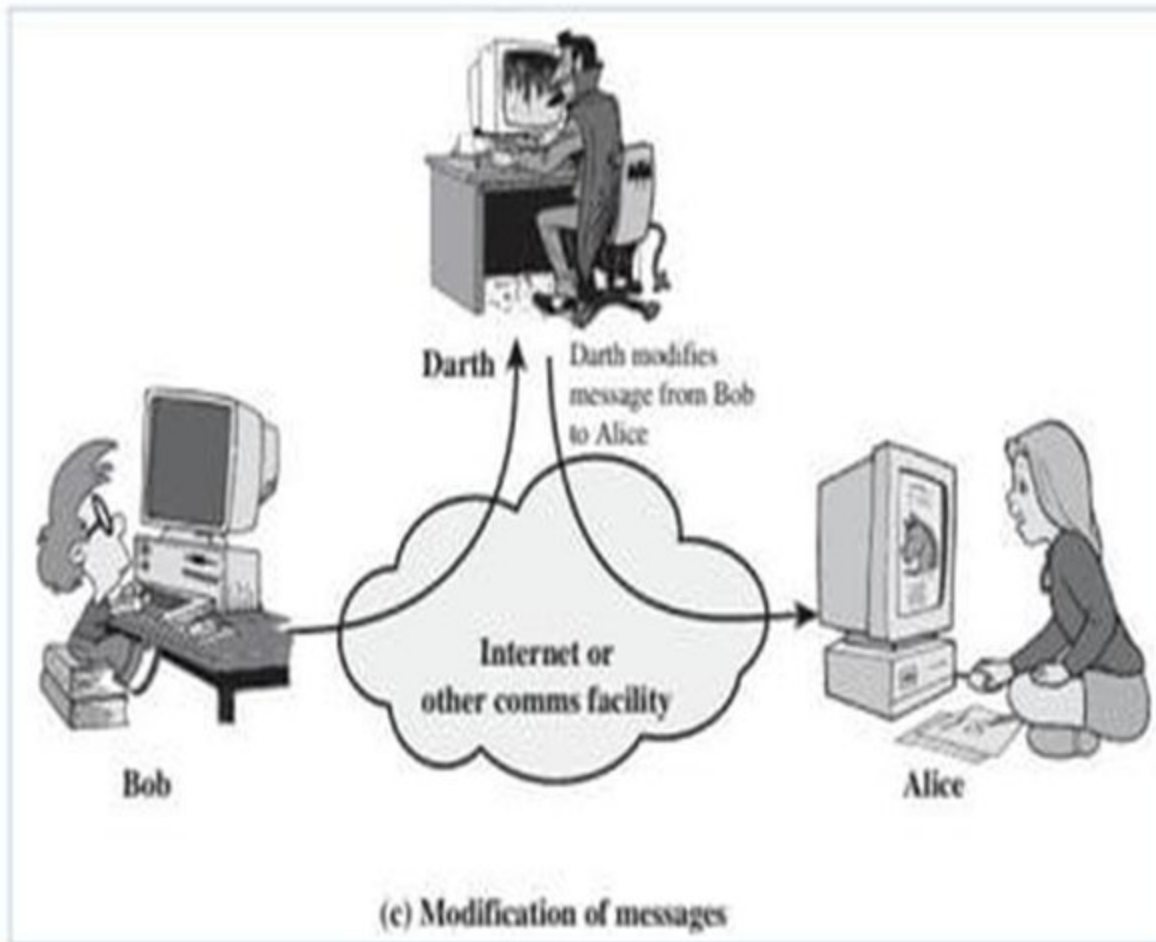 Darth
Darth modifies
message from Bob
to Alice
Internet or
other comms facility
Bob
Alice
(c) Modification of messages